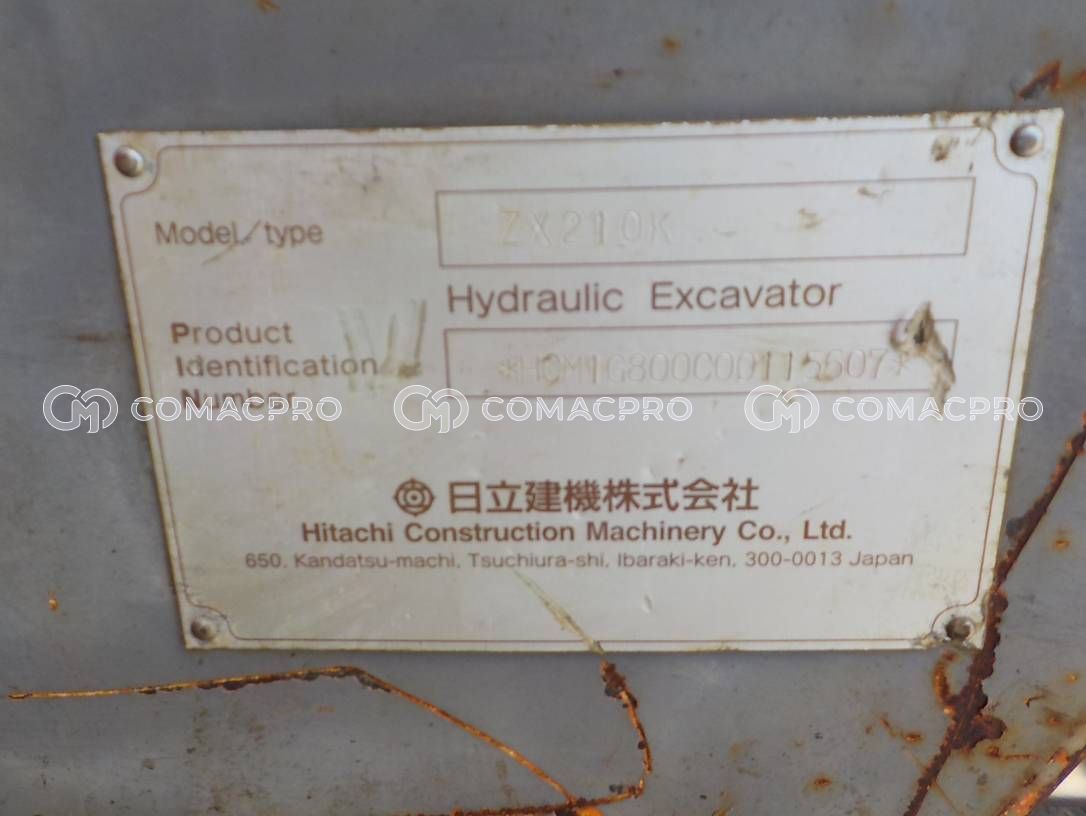 Model/type ZX210K
Hydraulic Excavator
Product
Identification
Number
COMACPRO COMACPRO COMACPRO
日立建機株式会社
Hitachi Construction Machinery Co., Ltd.
650, Kandatsu-machi, Tsuchiura-shi, Ibaraki-ken, 300-0013 Japan